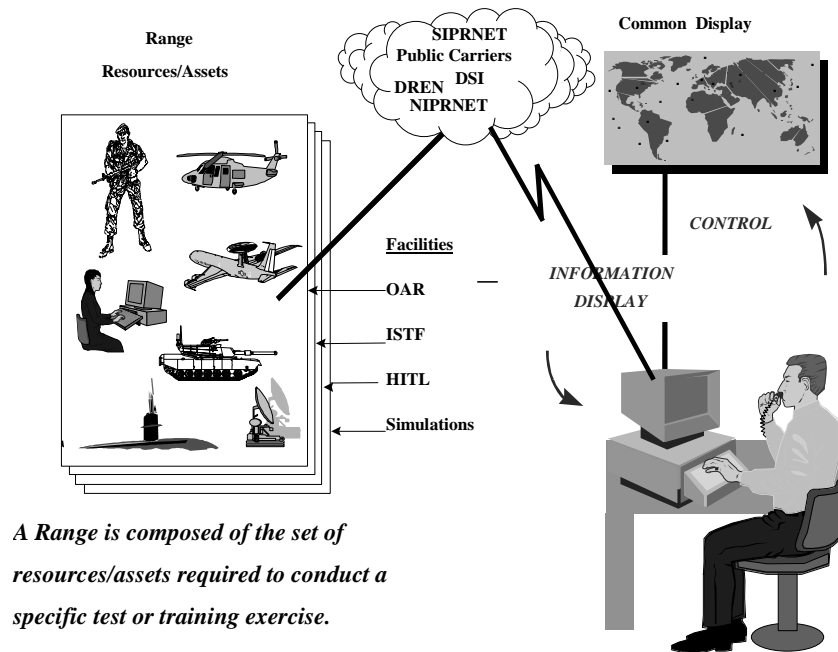 Range
Resources/Assets
SIPRNET
Public Carriers
DSI
DREN
NIPRNET
Common Display
Facilities
OAR
ISTF
HITL
Simulations
CONTROL
INFORMATION
DISPLAY
A Range is composed of the set of
resources/assets required to conduct a
specific test or training exercise.